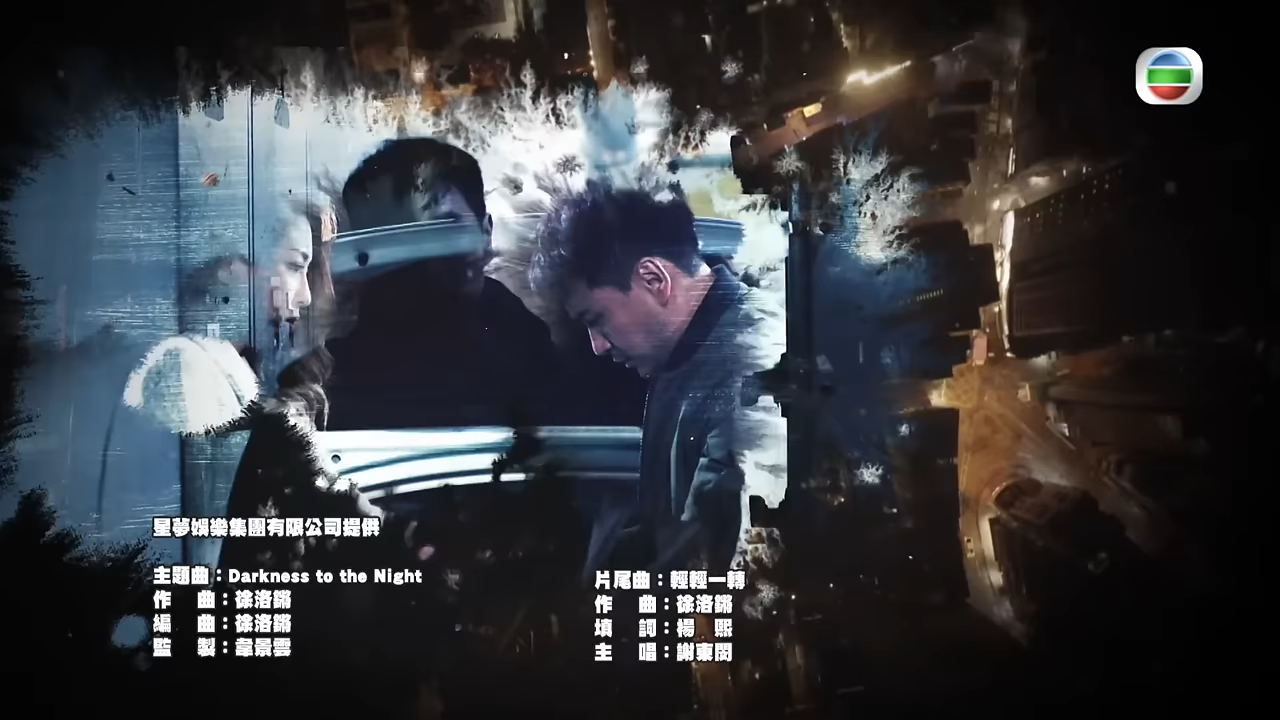 星夢娛樂集團有限公司提供
主題曲：Darkness to the Night
作　曲：徐洛鏘
編　曲：徐洛鏘
監　製：韋景雲
片尾曲：輕輕一轉
作　曲：徐洛鏘
填　詞：楊　熙
主　唱：謝東閔